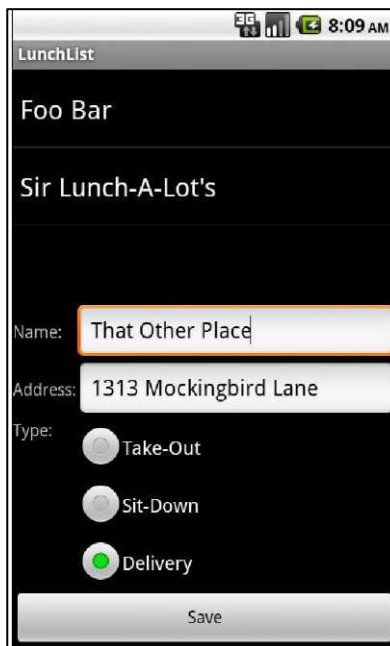 3G 8:09 AM
LunchList
Foo Bar
Sir Lunch-A-Lot's
Name: That Other Place
Address: 1313 Mockingbird Lane
Type:
Take-Out
Sit-Down
Delivery
Save